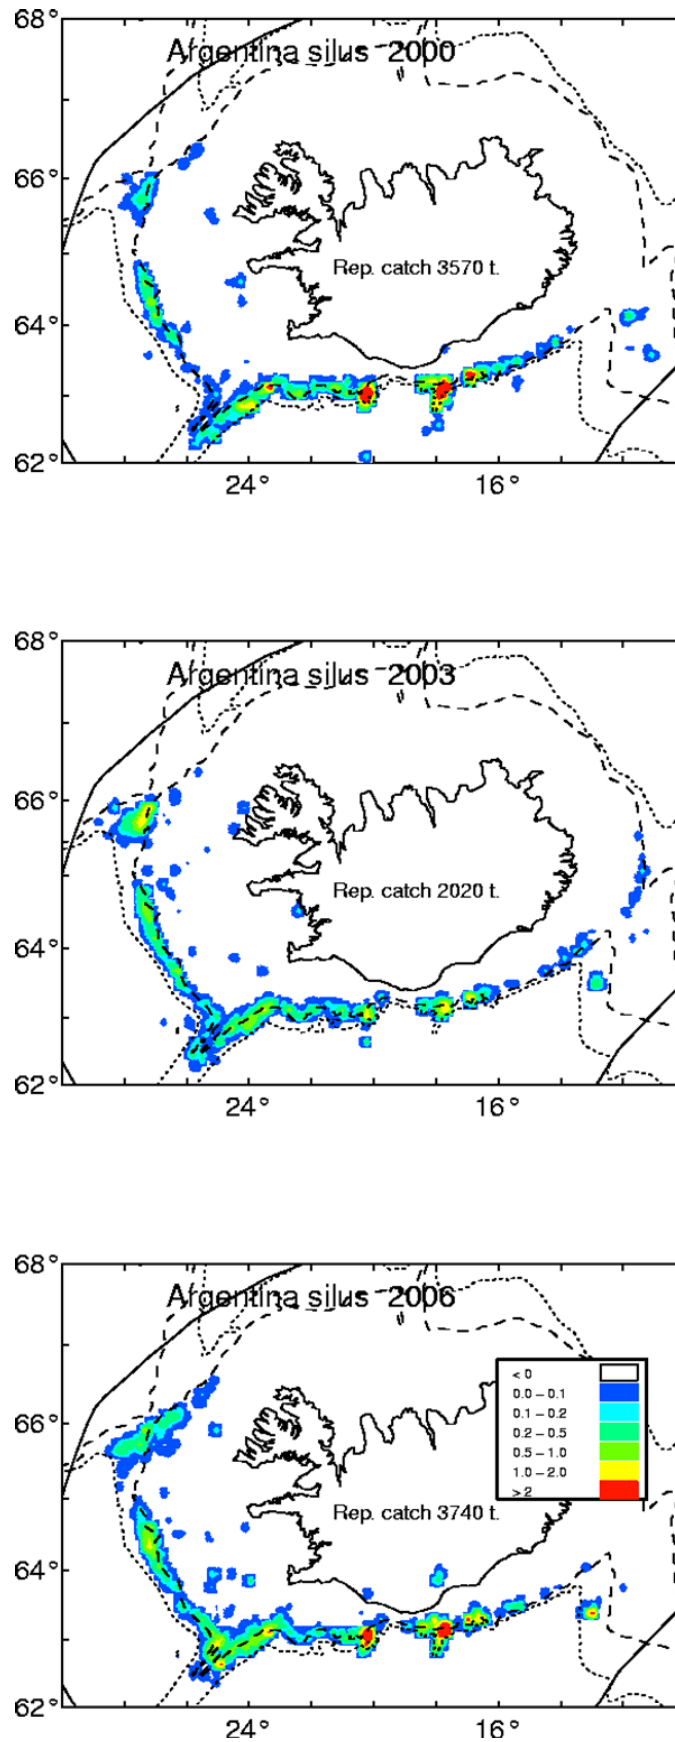 68°
Argentina silus 2000
66°
Rep. catch 3570 t.
64°
62°
24° 16°
68°
Argentina silus 2003
66°
Rep. catch 2020 t.
64°
62°
24° 16°
68°
Argentina silus 2006
< 0
0.0 – 0.1
66°
0.1 – 0.2
0.2 – 0.5
0.5 – 1.0
1.0 – 2.0
> 2
Rep. catch 3740 t.
64°
62°
24° 16°